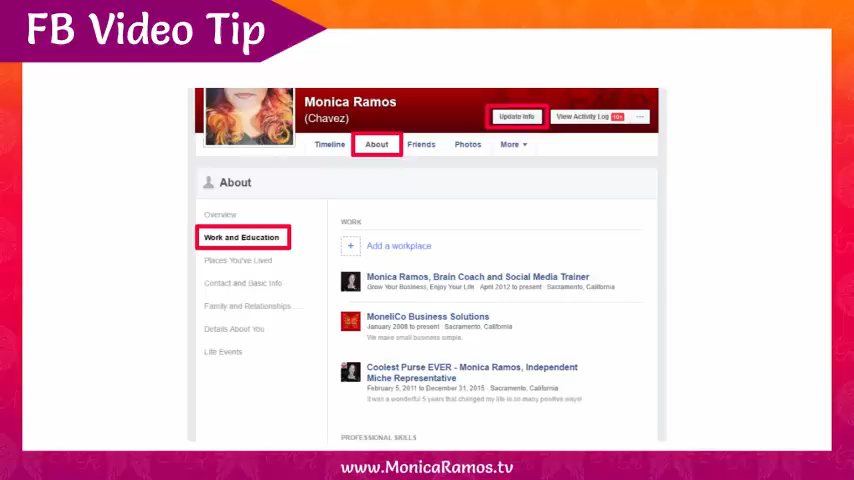 FB Video Tip
Monica Ramos
(Chavez)
Update Info
View Activity Log 10+ ...
Timeline About Friends Photos More
About
Overview
Work and Education
Places You've Lived
Contact and Basic Info
Family and Relationships
Details About You
Life Events
WORK
+ Add a workplace
Monica Ramos, Brain Coach and Social Media Trainer
Grow Your Business, Enjoy Your Life · April 2012 to present · Sacramento, California
MoneliCo Business Solutions
January 2008 to present · Sacramento, California
We make small business simple.
Coolest Purse EVER - Monica Ramos, Independent
Miche Representative
February 5, 2011 to December 31, 2015 · Sacramento, California
It was a wonderful 5 years that changed my life in so many positive ways!
PROFESSIONAL SKILLS
www.MonicaRamos.tv